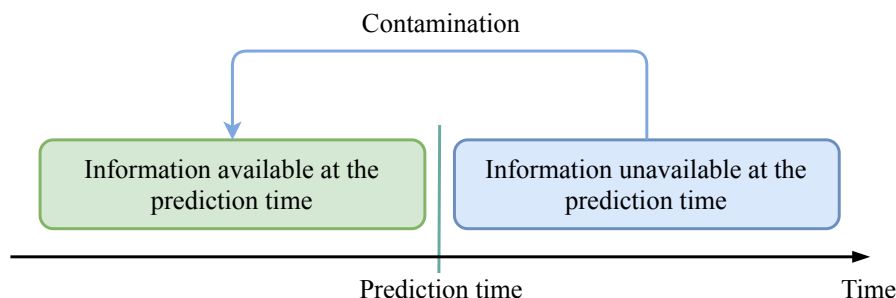 Contamination
Information available at the
prediction time
Information unavailable at the
prediction time
Prediction time
Time